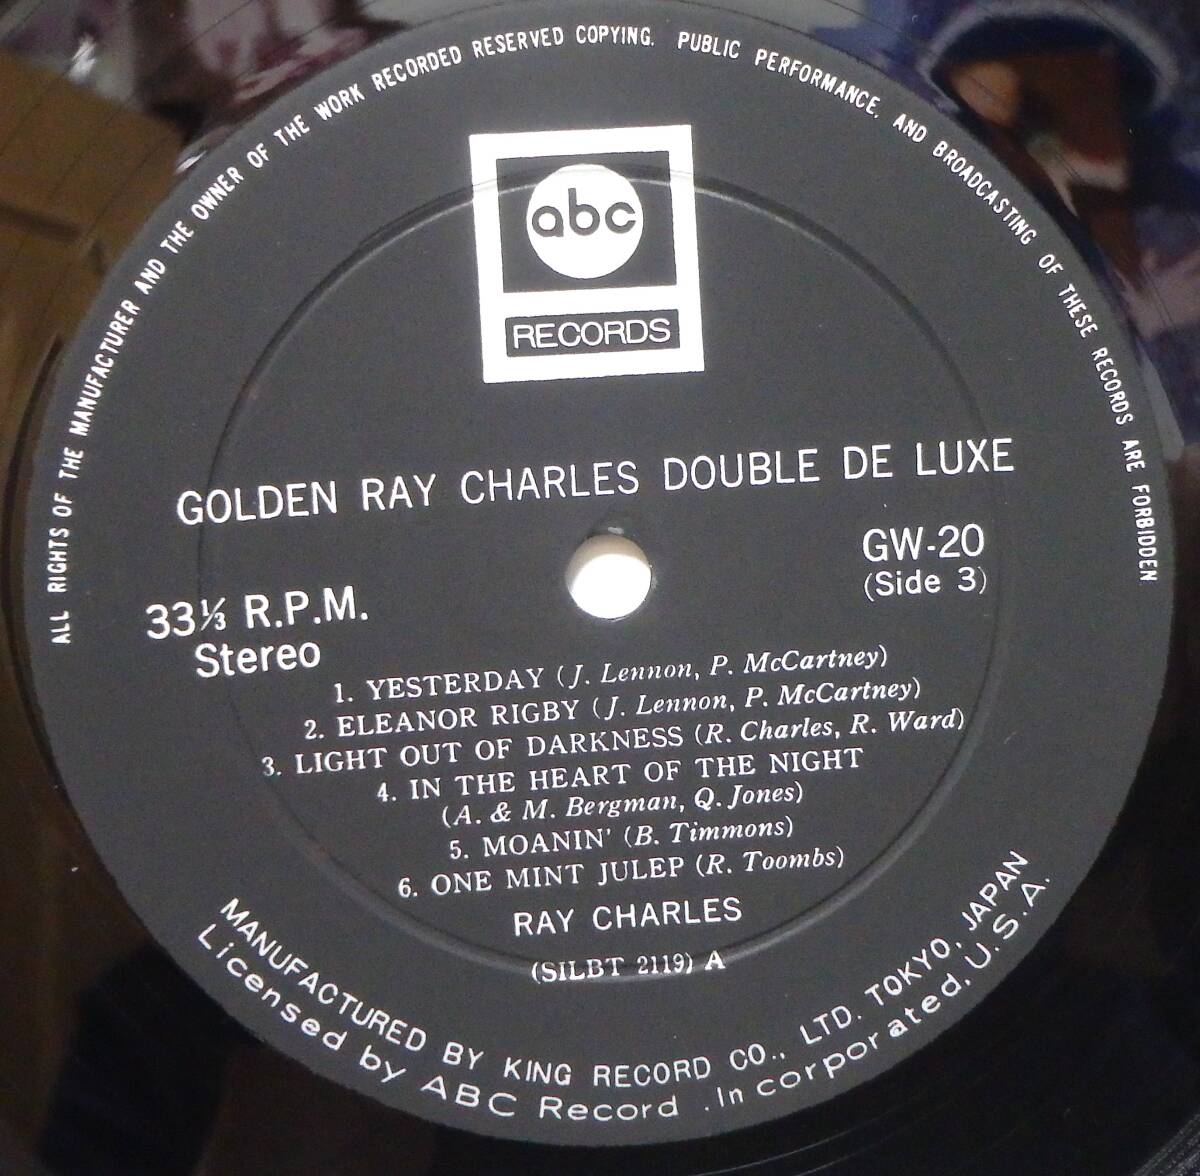 ALL RIGHTS OF THE MANUFACTURER AND THE OWNER OF THE WORK RECORDED RESERVED COPYING. PUBLIC PERFORMANCE. AND BROADCASTING OF THESE RECORDS ARE FORBIDDEN
abc
RECORDS
GOLDEN RAY CHARLES DOUBLE DE LUXE
GW-20
(Side 3)
33⅓ R.P.M.
Stereo
1. YESTERDAY (J. Lennon, P. McCartney)
2. ELEANOR RIGBY (J. Lennon, P. McCartney)
3. LIGHT OUT OF DARKNESS (R. Charles, R. Ward)
4. IN THE HEART OF THE NIGHT
(A. & M. Bergman, Q. Jones)
5. MOANIN' (B. Timmons)
6. ONE MINT JULEP (R. Toombs)
RAY CHARLES
(SILBT 2119) A
MANUFACTURED BY KING RECORD CO., LTD. TOKYO, JAPAN
Licensed by ABC Record . Incorporated, U.S.A.